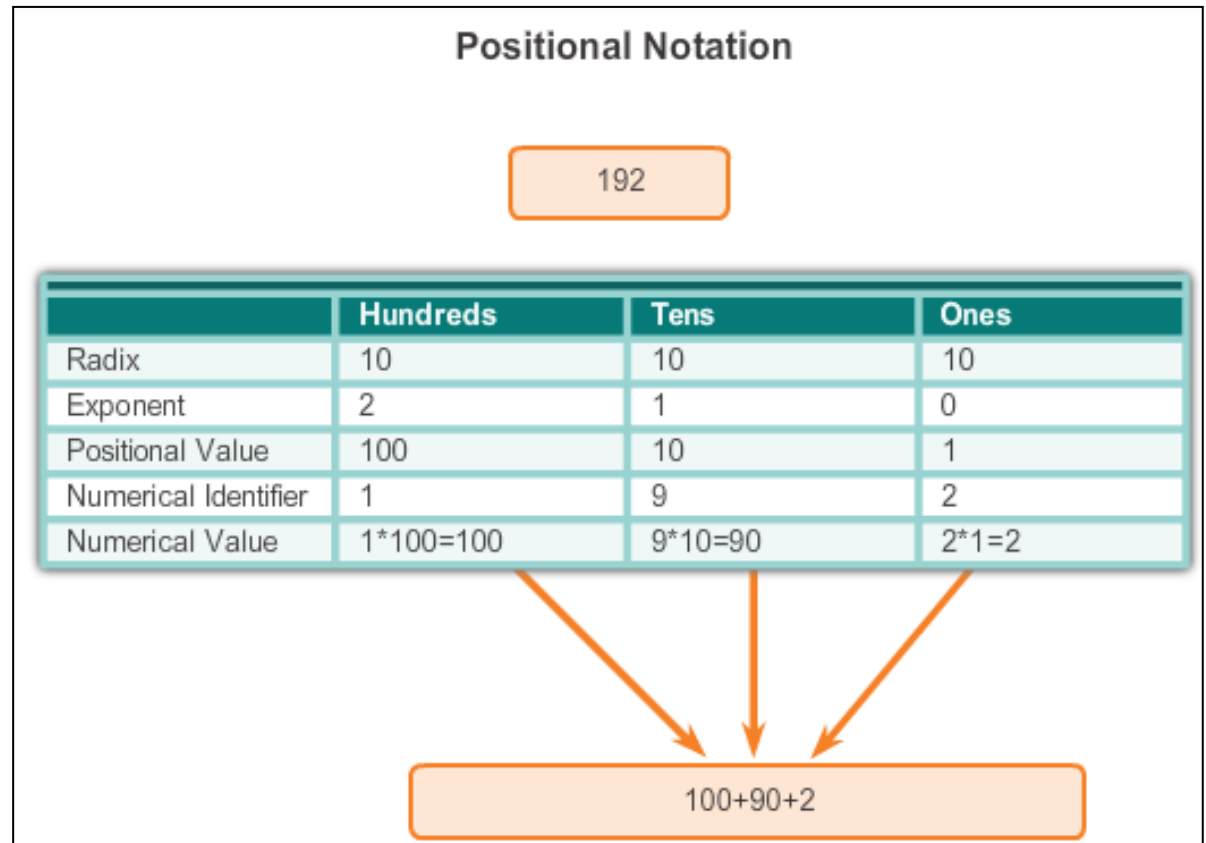 Positional Notation
192
Hundreds Tens Ones
Radix 10 10 10
Exponent 2 1 0
Positional Value 100 10 1
Numerical Identifier 1 9 2
Numerical Value 1*100=100 9*10=90 2*1=2
100+90+2